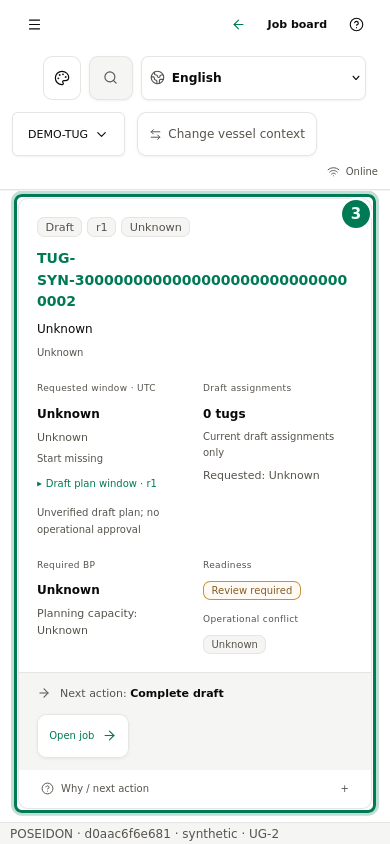 Job board
English
DEMO-TUG
Change vessel context
Online
3
Draft
r1
Unknown
TUG-
SYN-3000000000000000000000000000
0002
Unknown
Unknown
Requested window · UTC
Unknown
Unknown
Start missing
▸ Draft plan window · r1
Unverified draft plan; no
operational approval
Draft assignments
0 tugs
Current draft assignments
only
Requested: Unknown
Required BP
Unknown
Planning capacity:
Unknown
Readiness
Review required
Operational conflict
Unknown
Next action: Complete draft
Open job
Why / next action
+
POSEIDON · d0aac6f6e681 · synthetic · UG-2